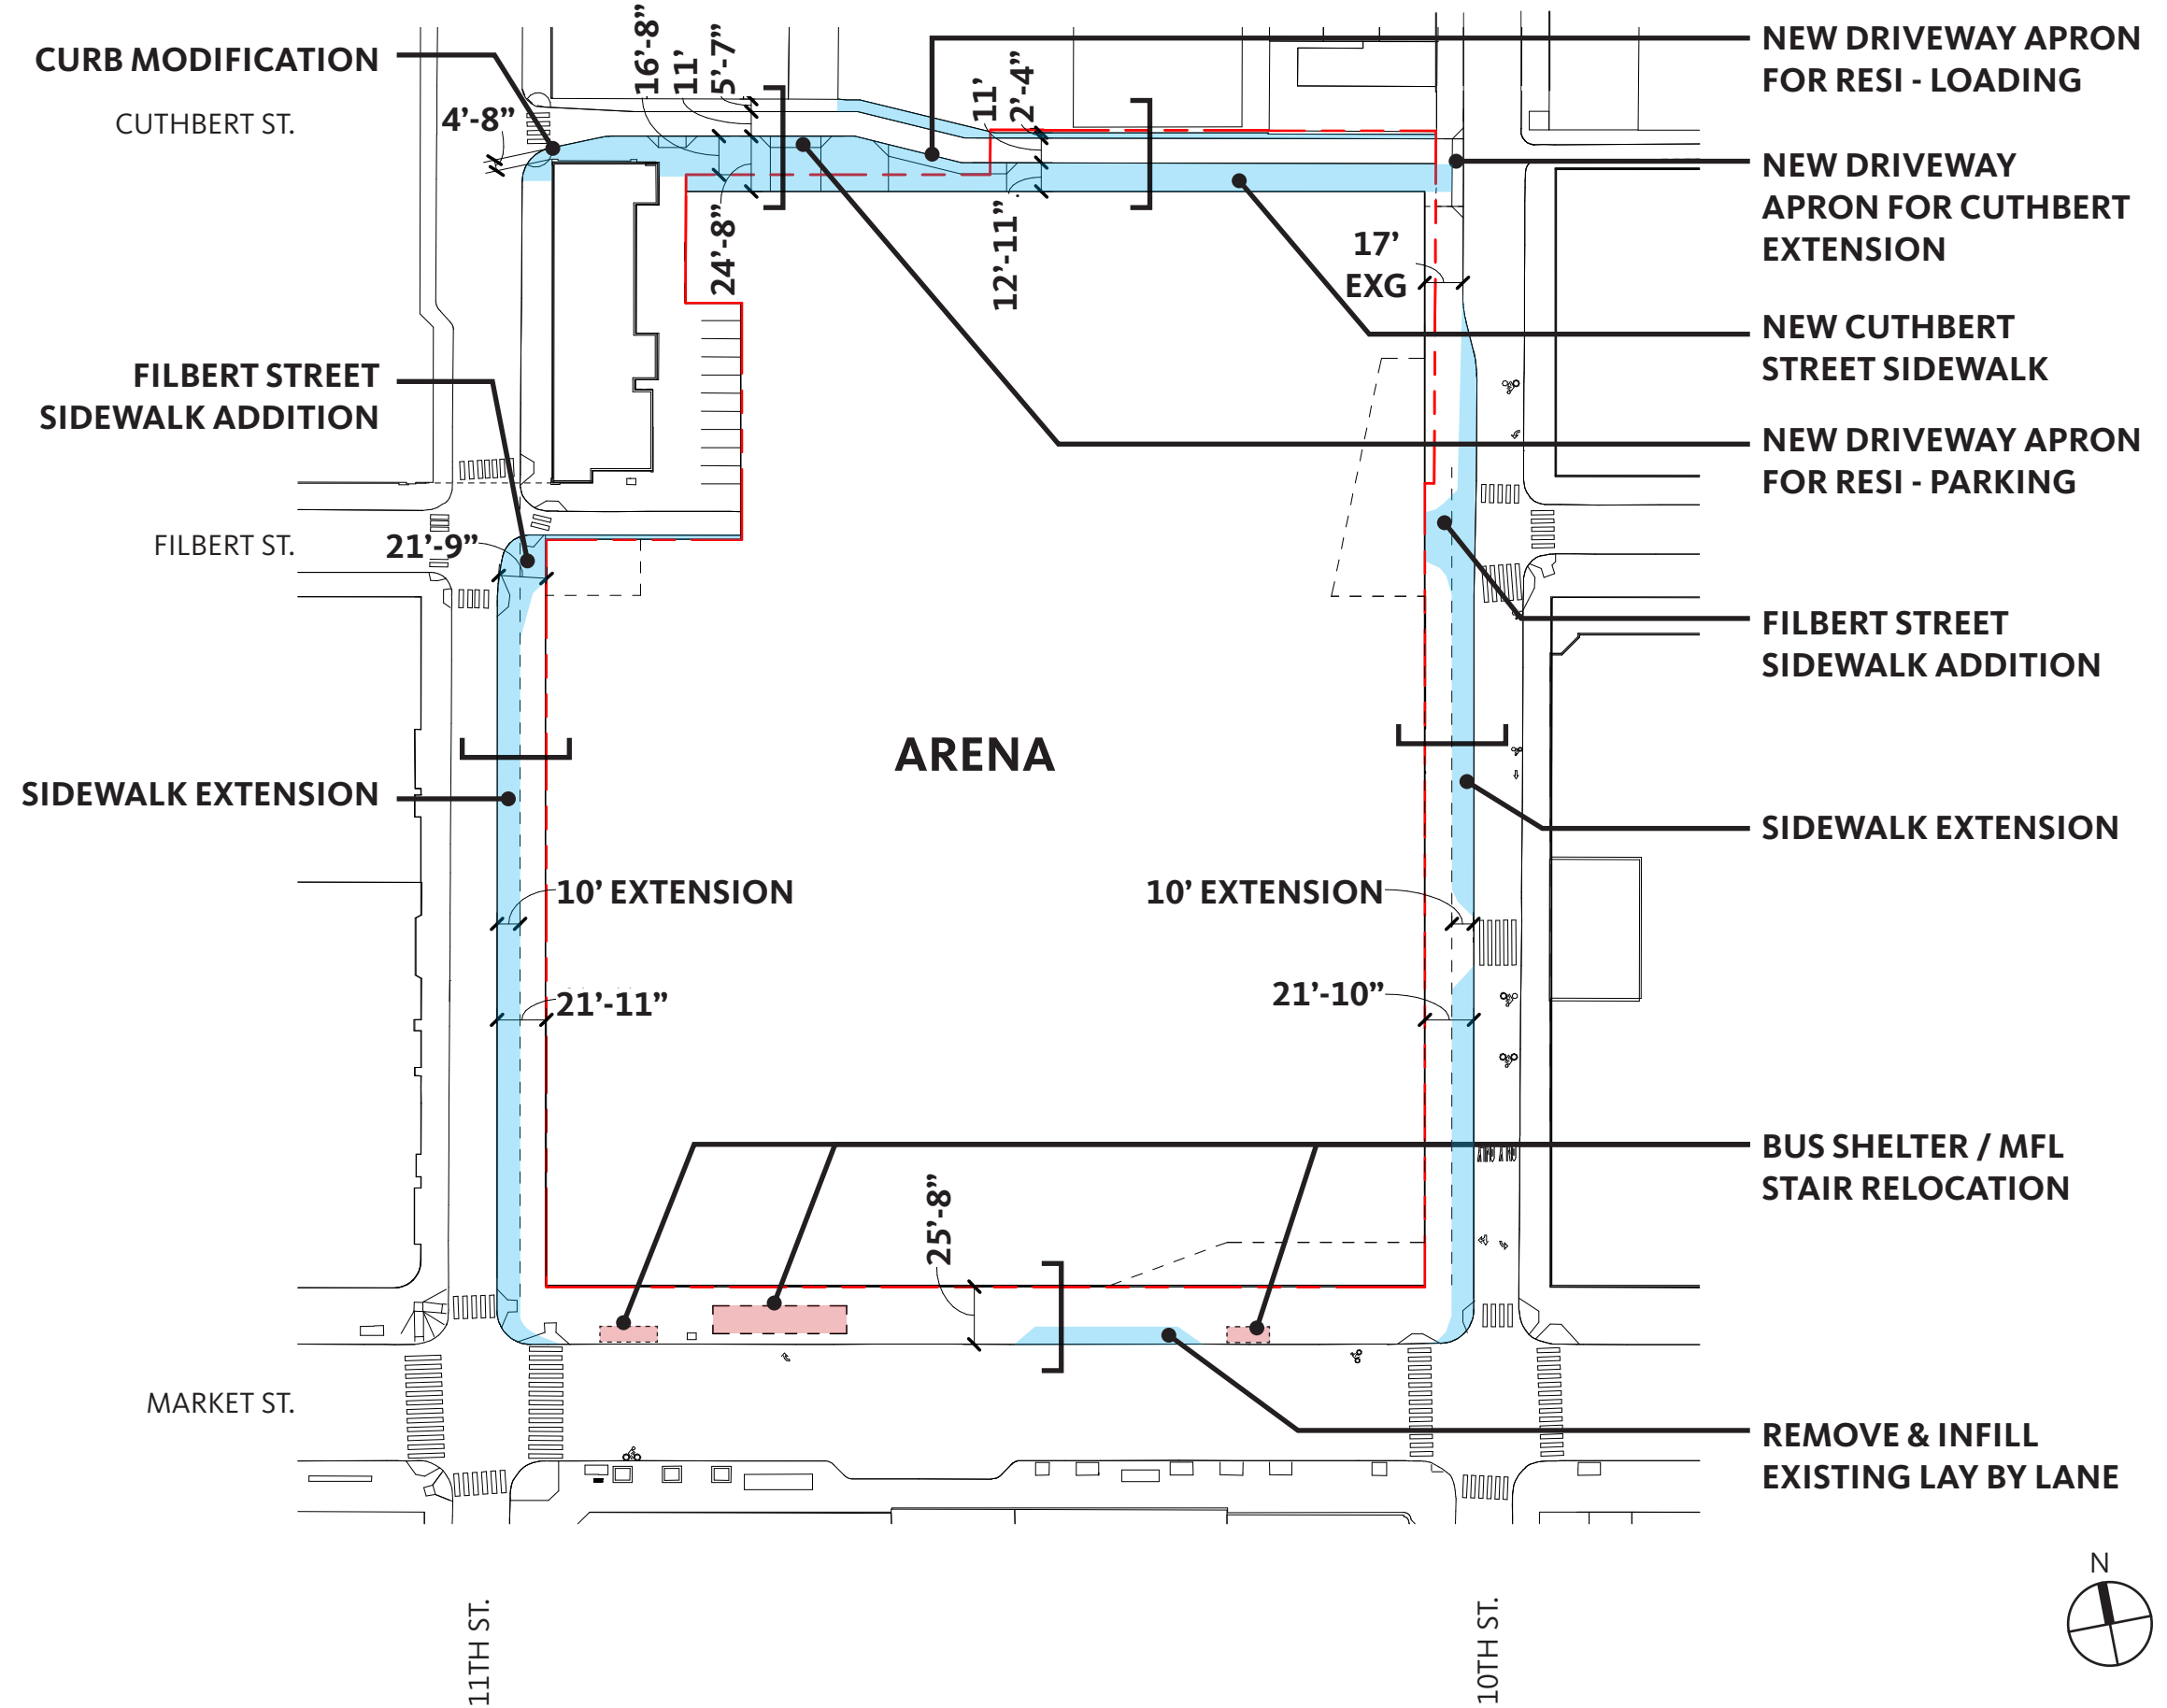 CURB MODIFICATION
CUTHBERT ST.
4’-8”
16’-8”
11’
5’-7”
24’-8”
11’
2’-4”
12’-11”
17’
EXG
NEW DRIVEWAY APRON
FOR RESI - LOADING
NEW DRIVEWAY
APRON FOR CUTHBERT
EXTENSION
NEW CUTHBERT
STREET SIDEWALK
NEW DRIVEWAY APRON
FOR RESI - PARKING
FILBERT STREET
SIDEWALK ADDITION
FILBERT ST.
21’-9”
FILBERT STREET
SIDEWALK ADDITION
ARENA
SIDEWALK EXTENSION
SIDEWALK EXTENSION
10’ EXTENSION
10’ EXTENSION
21’-11”
21’-10”
BUS SHELTER / MFL
STAIR RELOCATION
25’-8”
MARKET ST.
REMOVE & INFILL
EXISTING LAY BY LANE
11TH ST.
10TH ST.
N